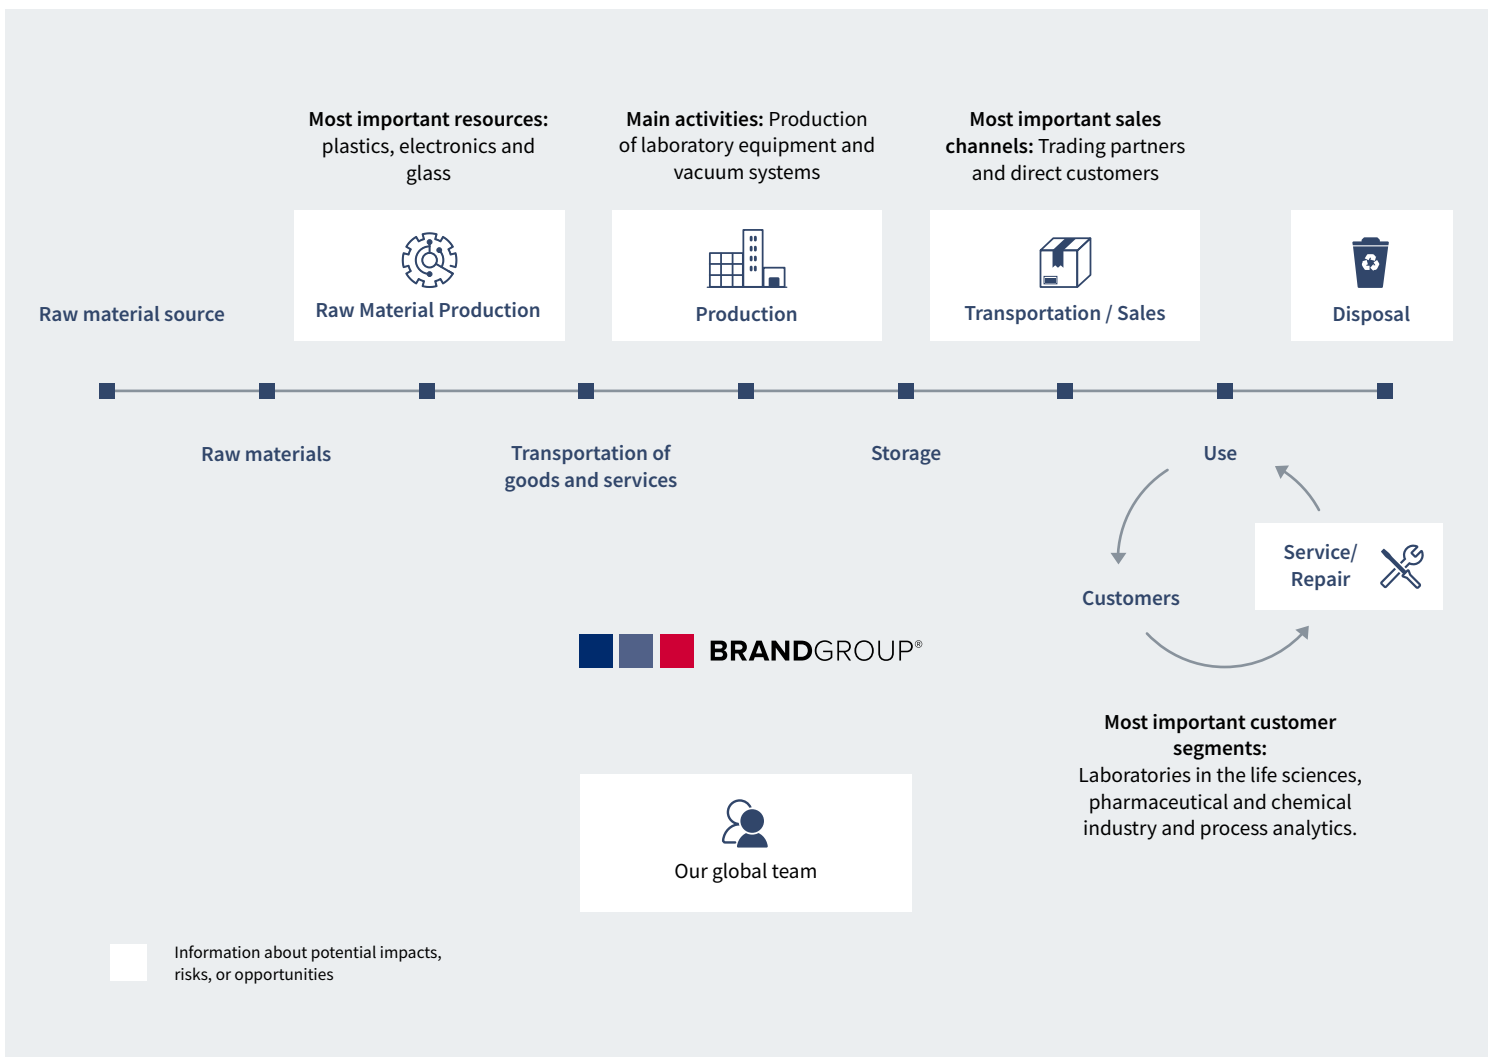 Most important resources:
plastics, electronics and
glass
Main activities: Production
of laboratory equipment and
vacuum systems
Most important sales
channels: Trading partners
and direct customers
Raw material source
Raw Material Production
Production
Transportation / Sales
Disposal
Raw materials
Transportation of
goods and services
Storage
Use
Service/
Repair
Customers
BRANDGROUP®
Most important customer
segments:
Laboratories in the life sciences,
pharmaceutical and chemical
industry and process analytics.
Our global team
Information about potential impacts,
risks, or opportunities